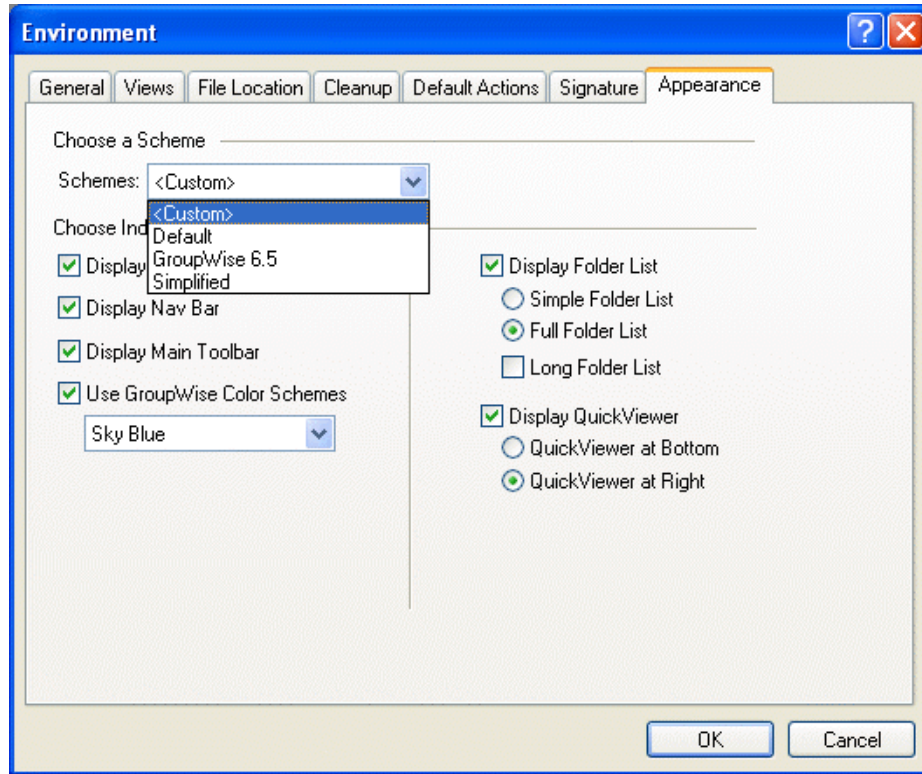 Environment
General Views File Location Cleanup Default Actions Signature Appearance
Choose a Scheme
Schemes: <Custom>
<Custom>
Default
GroupWise 6.5
Simplified
Choose
Display
Display Nav Bar
Display Main Toolbar
Use GroupWise Color Schemes
Sky Blue
Display Folder List
Simple Folder List
Full Folder List
Long Folder List
Display QuickViewer
QuickViewer at Bottom
QuickViewer at Right
OK Cancel